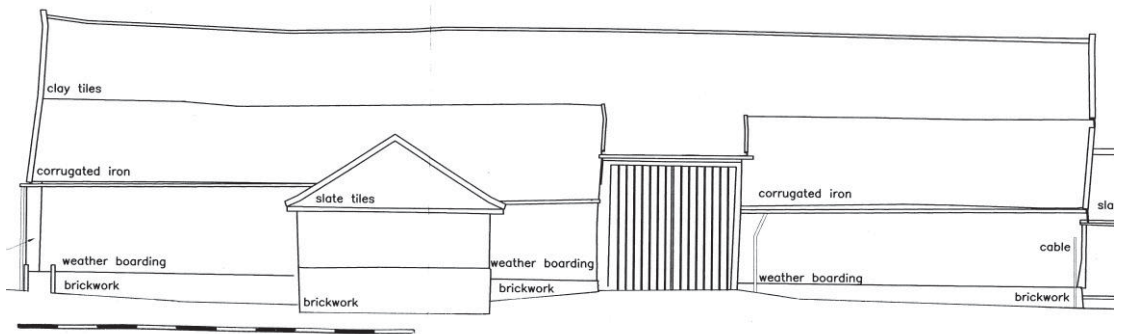 clay tiles
corrugated iron
slate tiles
corrugated iron
sla
cable
weather boarding
weather boarding
weather boarding
brickwork
brickwork
brickwork
brickwork